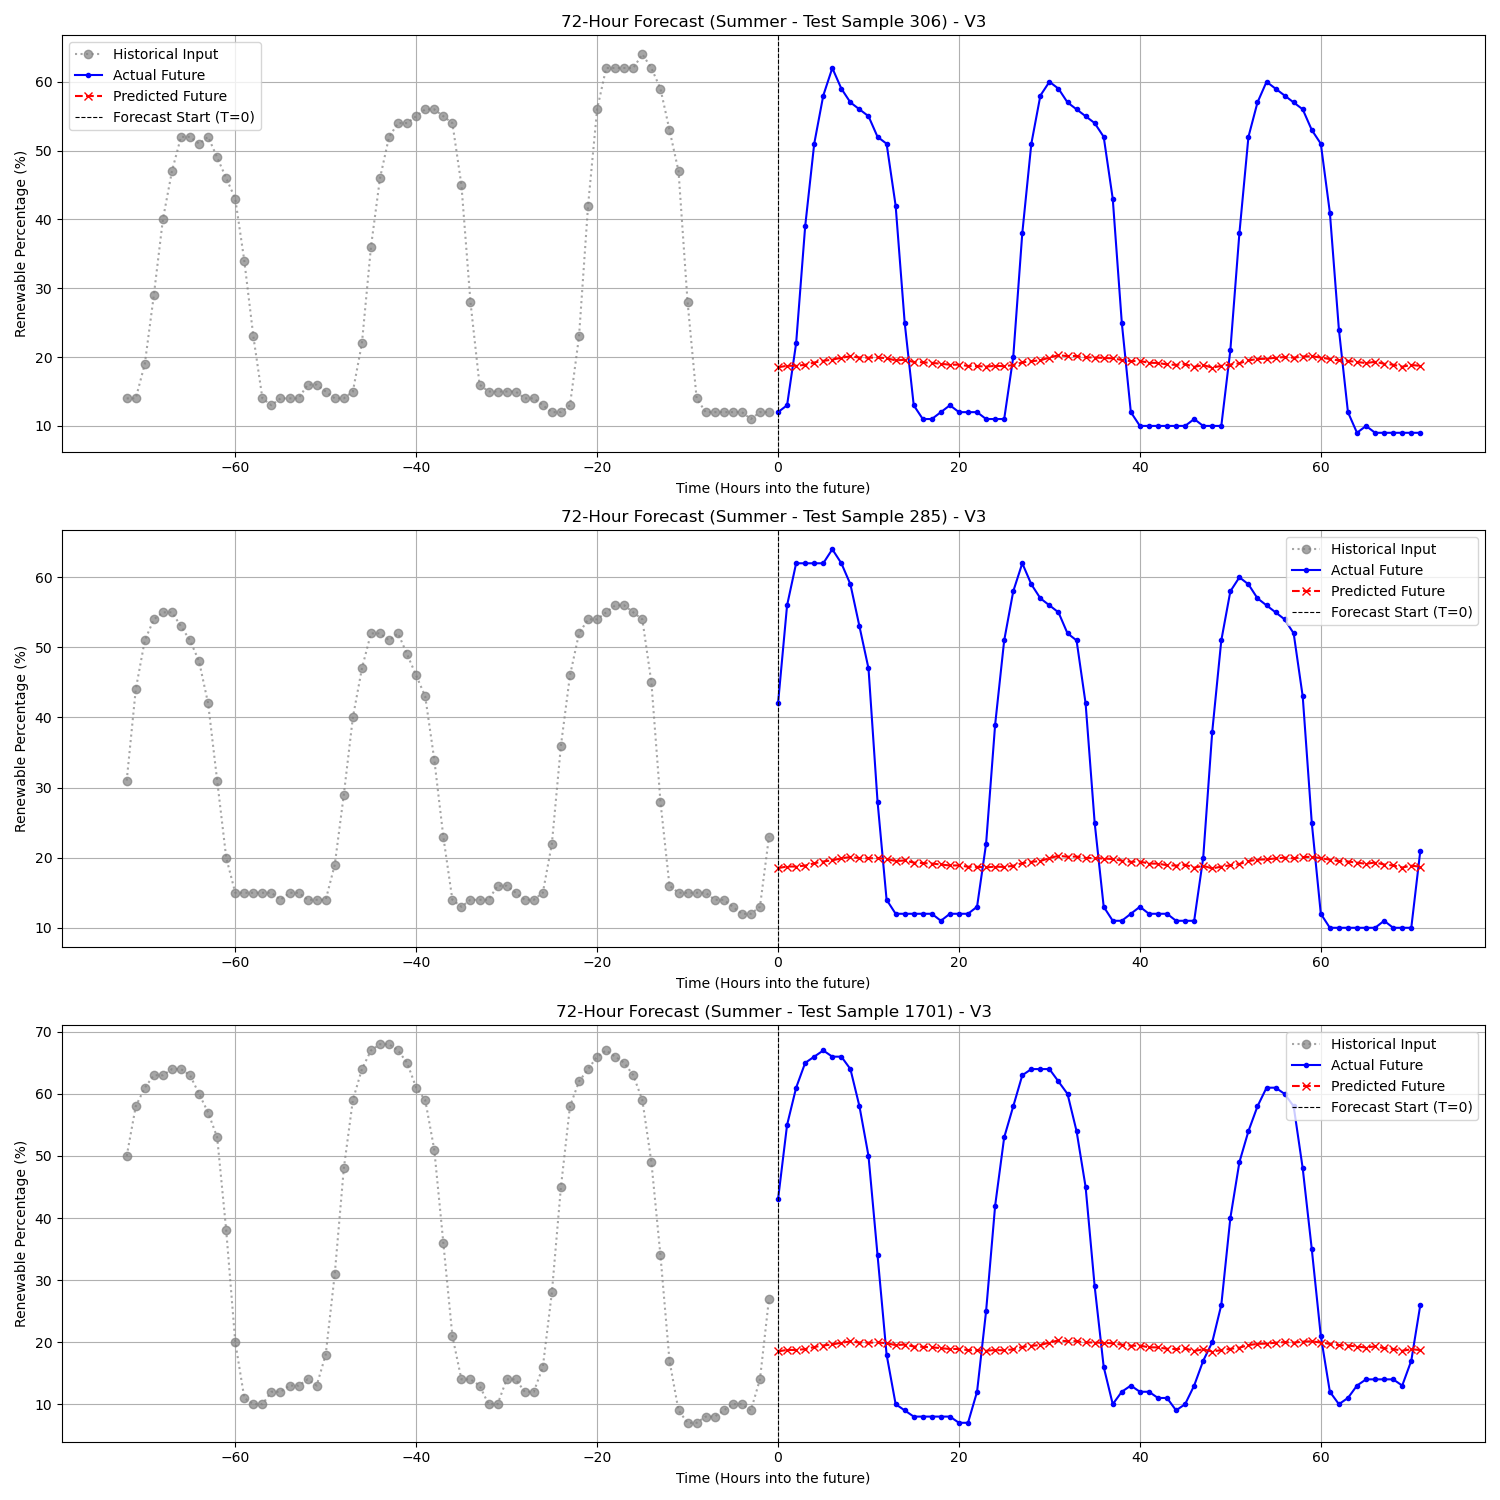 72-Hour Forecast (Summer - Test Sample 306) - V3
Historical Input
Actual Future
Predicted Future
Forecast Start (T=0)
Renewable Percentage (%)
60
50
40
30
20
10
−60 −40 −20 0 20 40 60
Time (Hours into the future)
72-Hour Forecast (Summer - Test Sample 285) - V3
Historical Input
Actual Future
Predicted Future
Forecast Start (T=0)
Renewable Percentage (%)
60
50
40
30
20
10
−60 −40 −20 0 20 40 60
Time (Hours into the future)
72-Hour Forecast (Summer - Test Sample 1701) - V3
Historical Input
Actual Future
Predicted Future
Forecast Start (T=0)
Renewable Percentage (%)
70
60
50
40
30
20
10
−60 −40 −20 0 20 40 60
Time (Hours into the future)